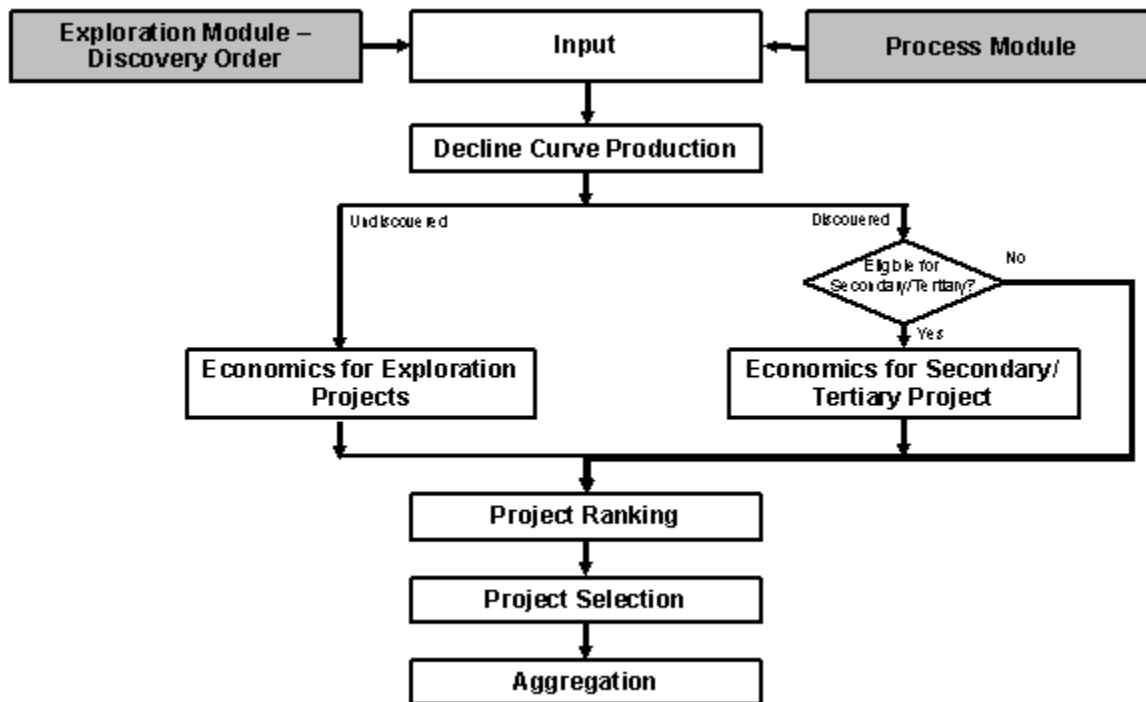 Exploration Module –
Discovery Order
Input
Process Module
Decline Curve Production
Undiscovered
Discovered
Eligible for
Secondary/Tertiary?
No
Yes
Economics for Exploration
Projects
Economics for Secondary/
Tertiary Project
Project Ranking
Project Selection
Aggregation